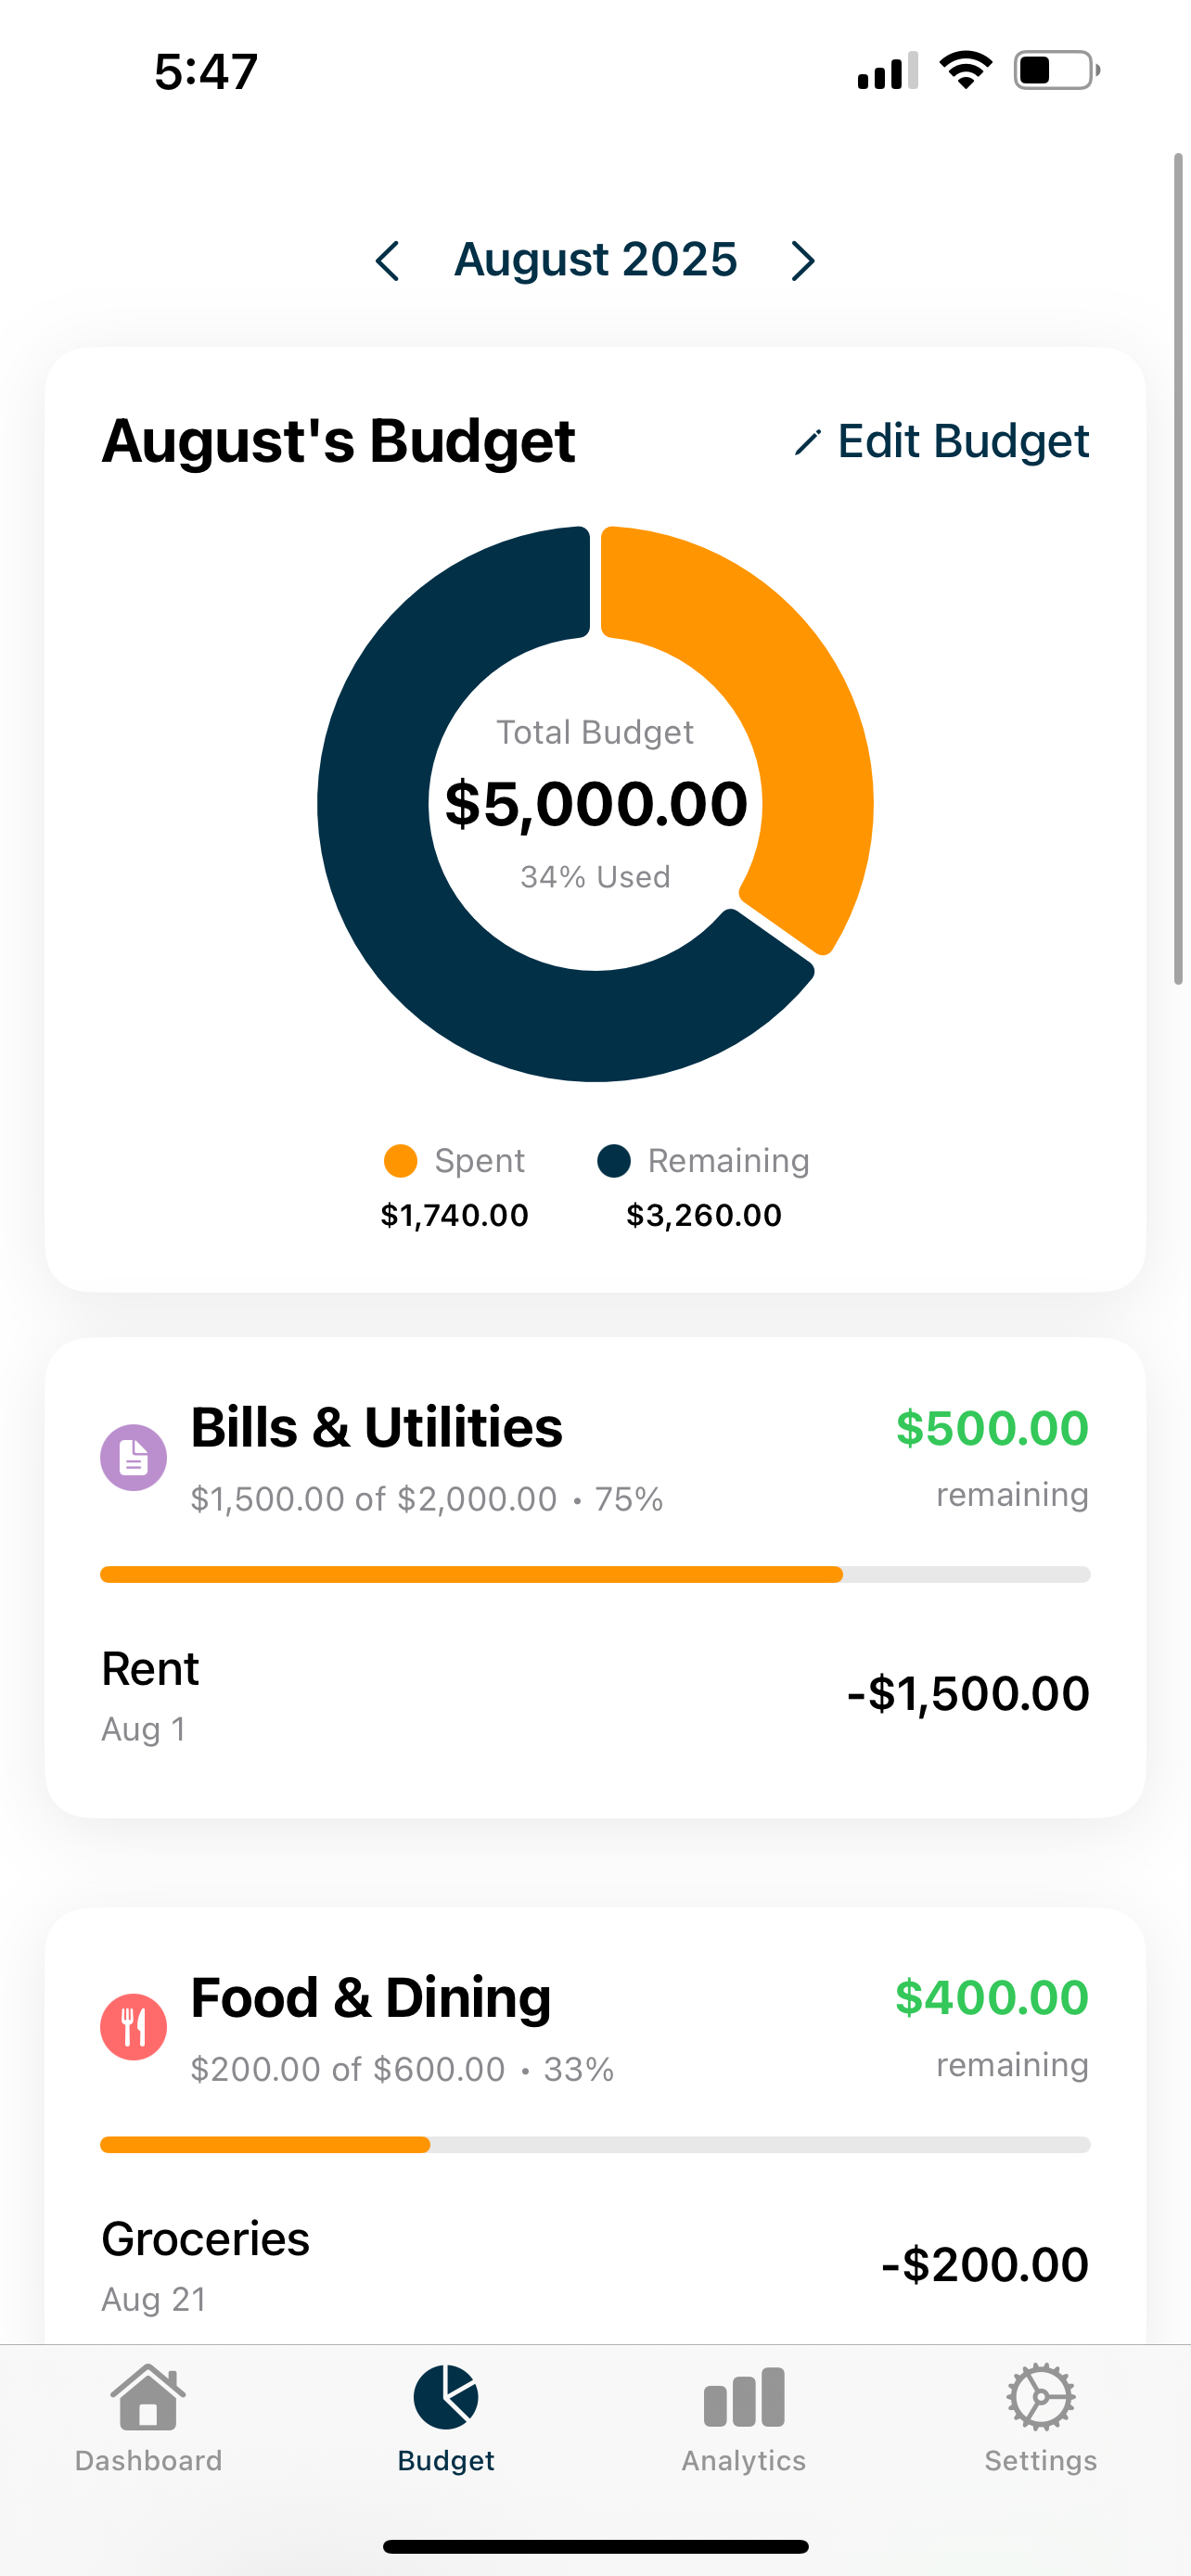 5:47
August 2025
August's Budget
Edit Budget
Total Budget
$5,000.00
34% Used
Spent
Remaining
$1,740.00
$3,260.00
Bills & Utilities
$500.00
$1,500.00 of $2,000.00 • 75%
remaining
Rent
-$1,500.00
Aug 1
Food & Dining
$400.00
$200.00 of $600.00 • 33%
remaining
Groceries
-$200.00
Aug 21
Dashboard
Budget
Analytics
Settings